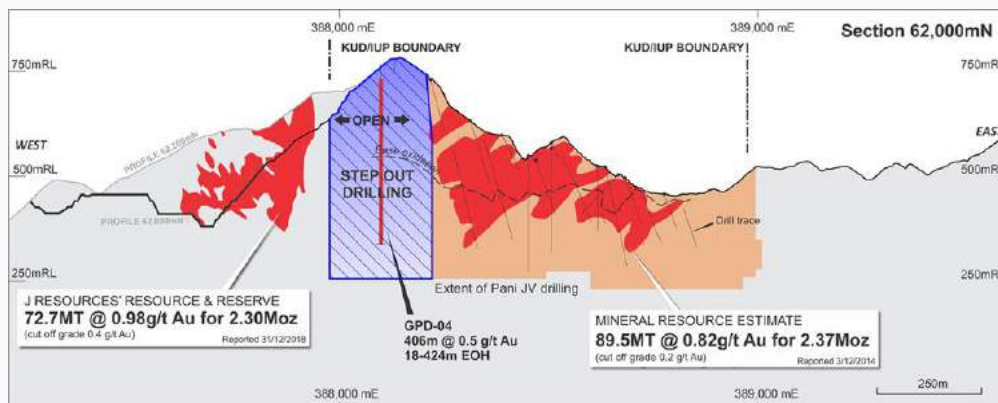 388,000 mE
389,000 mE
Section 62,000mN
KUD/IUP BOUNDARY
KUD/IUP BOUNDARY
750mRL
750mRL
WEST
EAST
OPEN
STEP OUT
DRILLING
500mRL
500mRL
Drill trace
250mRL
250mRL
Extent of Pani JV drilling
J RESOURCES' RESOURCE & RESERVE
72.7MT @ 0.98g/t Au for 2.30Moz
(cut off grade 0.4 g/t Au)
Reported 31/12/2018
GPD-04
406m @ 0.5 g/t Au
18-424m EOH
MINERAL RESOURCE ESTIMATE
89.5MT @ 0.82g/t Au for 2.37Moz
(cut off grade 0.2 g/t Au)
Reported 3/12/2014
388,000 mE
389,000 mE
250m